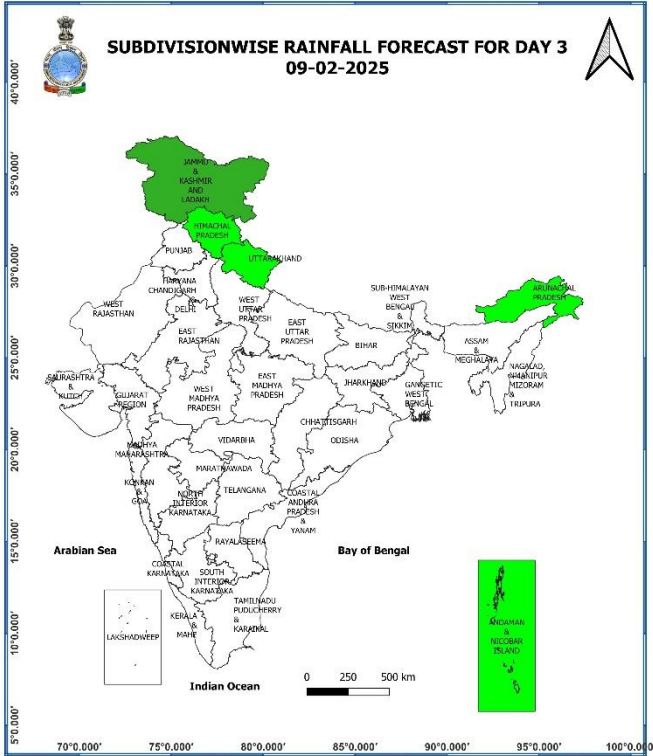 SUBDIVISIONWISE RAINFALL FORECAST FOR DAY 3
09-02-2025
40°0.000'
35°0.000'
30°0.000'
25°0.000'
20°0.000'
15°0.000'
10°0.000'
5°0.000'
JAMMU
&
KASHMIR
AND
LADAKH
HIMACHAL
PRADESH
PUNJAB
UTTARAKHAND
HARYANA
CHANDIGARH
&
DELHI
WEST
RAJASTHAN
WEST
UTTAR
PRADESH
EAST
RAJASTHAN
EAST
UTTAR
PRADESH
SUB-HIMALAYAN
WEST
BENGAL
&
SIKKIM
ARUNACHAL
PRADESH
BIHAR
ASSAM
&
MEGHALAYA
NAGALAD,
MANIPUR
MIZORAM
&
TRIPURA
SAURASHTRA
&
KUTCH
GUJARAT
REGION
WEST
MADHYA
PRADESH
EAST
MADHYA
PRADESH
JHARKHAND
GANGETIC
WEST
BENGAL
CHHATTISGARH
ODISHA
VIDARBHA
MADHYA
MAHARASHTRA
MARATHAWADA
KONKAN
&
GOA
NORTH
INTERIOR
KARNATAKA
TELANGANA
COASTAL
ANDHRA
PRADESH
&
YANAM
RAYALASEEMA
Arabian Sea
Bay of Bengal
COASTAL
KARNATAKA
SOUTH
INTERIOR
KARNATAKA
TAMILNADU
PUDUCHERRY
&
KARAIKAL
KERALA
&
MAHE
LAKSHADWEEP
ANDAMAN
&
NICOBAR
ISLAND
Indian Ocean
0 250 500 km
70°0.000' 75°0.000' 80°0.000' 85°0.000' 90°0.000' 95°0.000' 100°0.000'